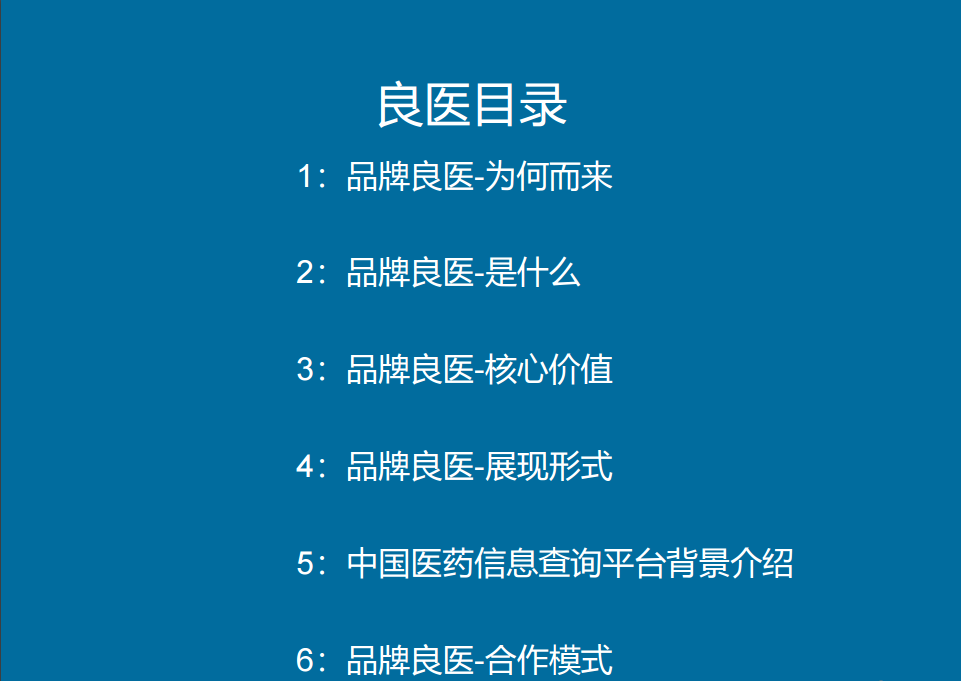 良医目录
1：品牌良医-为何而来
2：品牌良医-是什么
3：品牌良医-核心价值
4：品牌良医-展现形式
5：中国医药信息查询平台背景介绍
6：品牌良医-合作模式